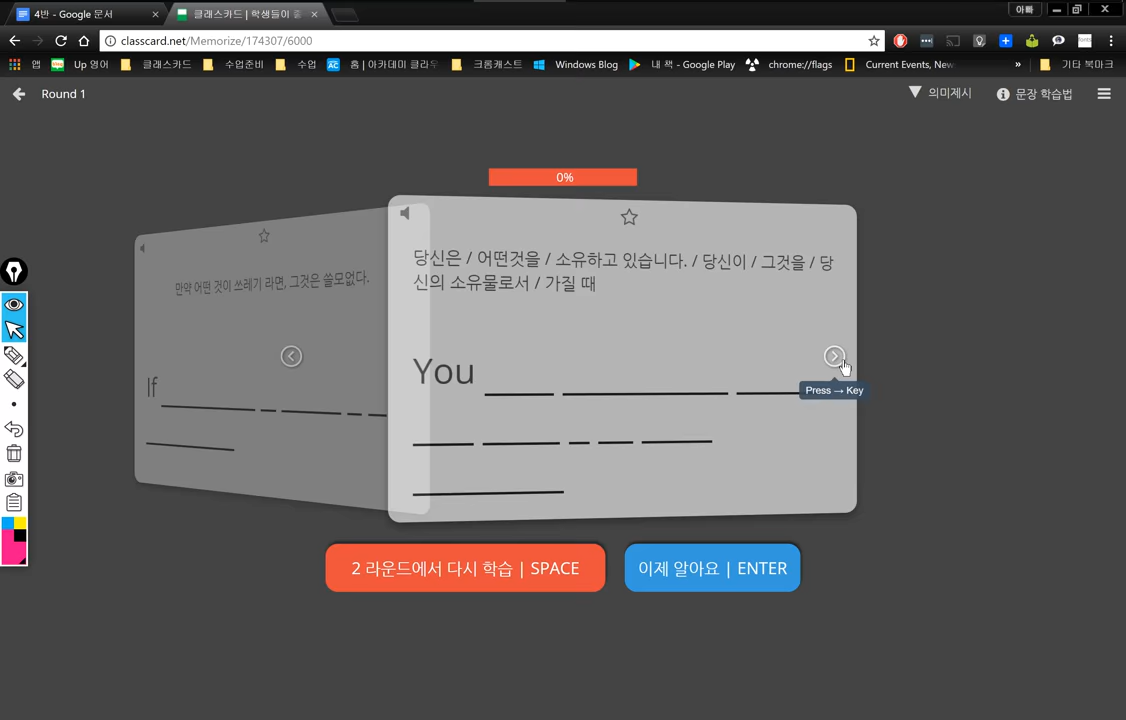 4반 - Google 문서
클래스카드 | 학생들이 좋
아빠
classcard.net/Memorize/174307/6000
앱 Up 영어 클래스카드 수업준비 수업 홈 | 아카데미 클라우 크롬캐스트 Windows Blog 내 책 - Google Play chrome://flags Current Events, New » 기타 북마크
Round 1
의미제시 문장 학습법
0%
만약 어떤 것이 쓰레기 라면, 그것은 쓸모없다.
If
당신은 / 어떤것을 / 소유하고 있습니다. / 당신이 / 그것을 / 당
신의 소유물로서 / 가질 때
You
Press → Key
2 라운드에서 다시 학습 | SPACE
이제 알아요 | ENTER